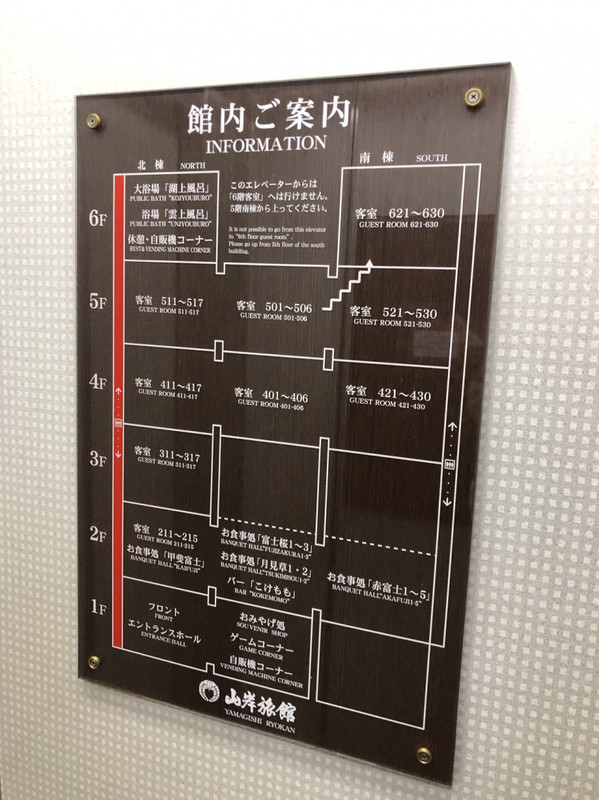 館内ご案内
INFORMATION
北 棟 NORTH
南 棟 SOUTH
6F
大浴場「湖上風呂」
PUBLIC BATH "KOJYOUBURO"
浴場「雲上風呂」
PUBLIC BATH "UNJYOUBURO"
休憩・自販機コーナー
REST&VENDING MACHINE CORNER
このエレベーターからは
「6階客室」へは行けません。
5階南棟から上ってください。
It is not possible to go from this elevator
to "6th floor guest room".
Please go up from 5th floor of the south
building.
客室 621〜630
GUEST ROOM 621-630
5F
客室 511〜517
GUEST ROOM 511-517
客室 501〜506
GUEST ROOM 501-506
客室 521〜530
GUEST ROOM 521-530
4F
客室 411〜417
GUEST ROOM 411-417
客室 401〜406
GUEST ROOM 401-406
客室 421〜430
GUEST ROOM 421-430
3F
客室 311〜317
GUEST ROOM 311-317
2F
客室 211〜215
GUEST ROOM 211-215
お食事処「甲斐富士」
BANQUET HALL"KAIFUJI"
お食事処「富士桜1〜3」
BANQUET HALL"FUJIZAKURA1-3"
お食事処「月見草1・2」
BANQUET HALL"TSUKIMISOU1-2"
バー「こけもも」
BAR "KOKEMOMO"
お食事処「赤富士1〜5」
BANQUET HALL"AKAFUJI1-5"
1F
フロント
FRONT
エントランスホール
ENTRANCE HALL
おみやげ処
SOUVENIR SHOP
ゲームコーナー
GAME CORNER
自販機コーナー
VENDING MACHINE CORNER
山岸旅館
YAMAGISHI RYOKAN